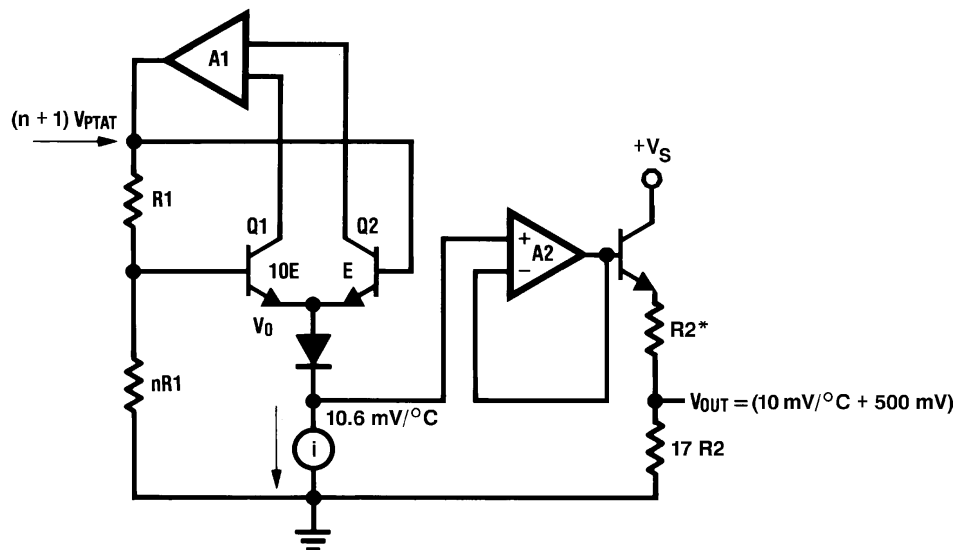 A1
(n + 1) VPTAT
+VS
R1
Q1
Q2
10E
E
+
A2
−
V0
R2*
nR1
10.6 mV/°C
VOUT = (10 mV/°C + 500 mV)
i
17 R2